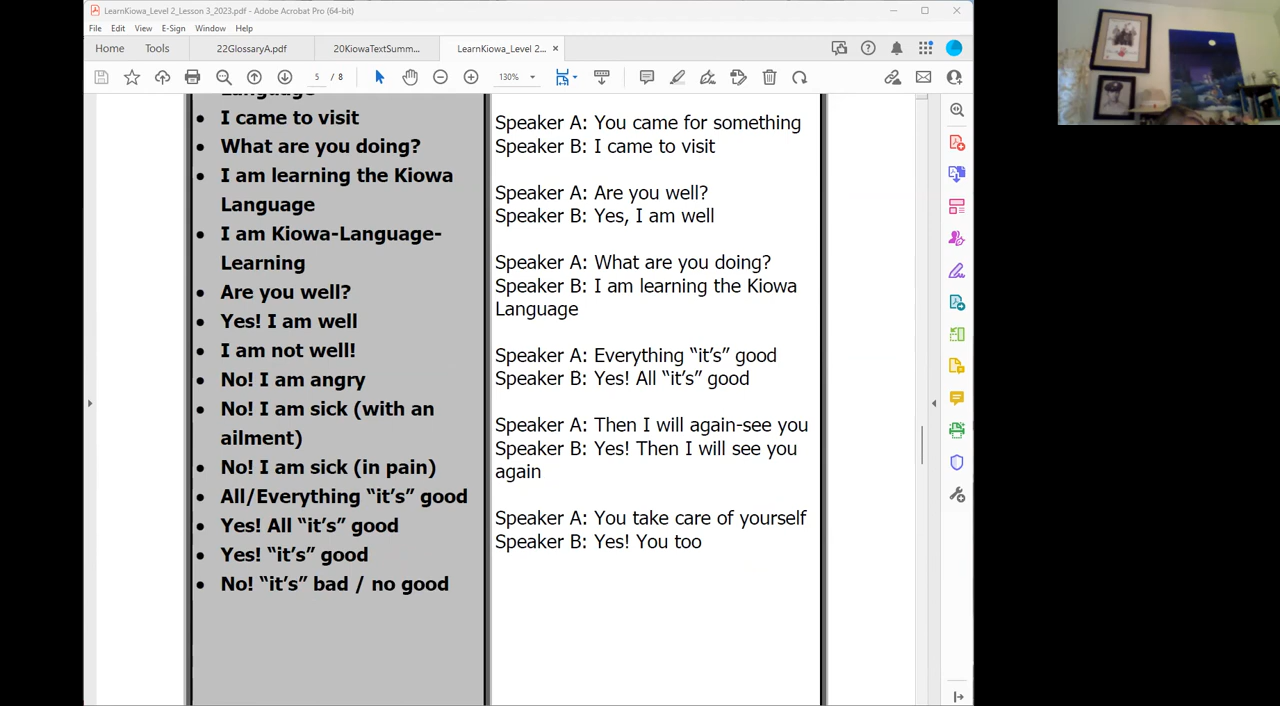 LearnKiowa_Level 2_Lesson 3_2023.pdf - Adobe Acrobat Pro (64-bit)
File Edit View E-Sign Window Help
Home Tools 22GlossaryA.pdf 20KiowaTextSumm... LearnKiowa_Level 2... ×
5 / 8 130%
Language
I came to visit
What are you doing?
I am learning the Kiowa
Language
I am Kiowa-Language-
Learning
Are you well?
Yes! I am well
I am not well!
No! I am angry
No! I am sick (with an
ailment)
No! I am sick (in pain)
All/Everything “it’s” good
Yes! All “it’s” good
Yes! “it’s” good
No! “it’s” bad / no good
Speaker A: You came for something
Speaker B: I came to visit
Speaker A: Are you well?
Speaker B: Yes, I am well
Speaker A: What are you doing?
Speaker B: I am learning the Kiowa
Language
Speaker A: Everything “it’s” good
Speaker B: Yes! All “it’s” good
Speaker A: Then I will again-see you
Speaker B: Yes! Then I will see you
again
Speaker A: You take care of yourself
Speaker B: Yes! You too